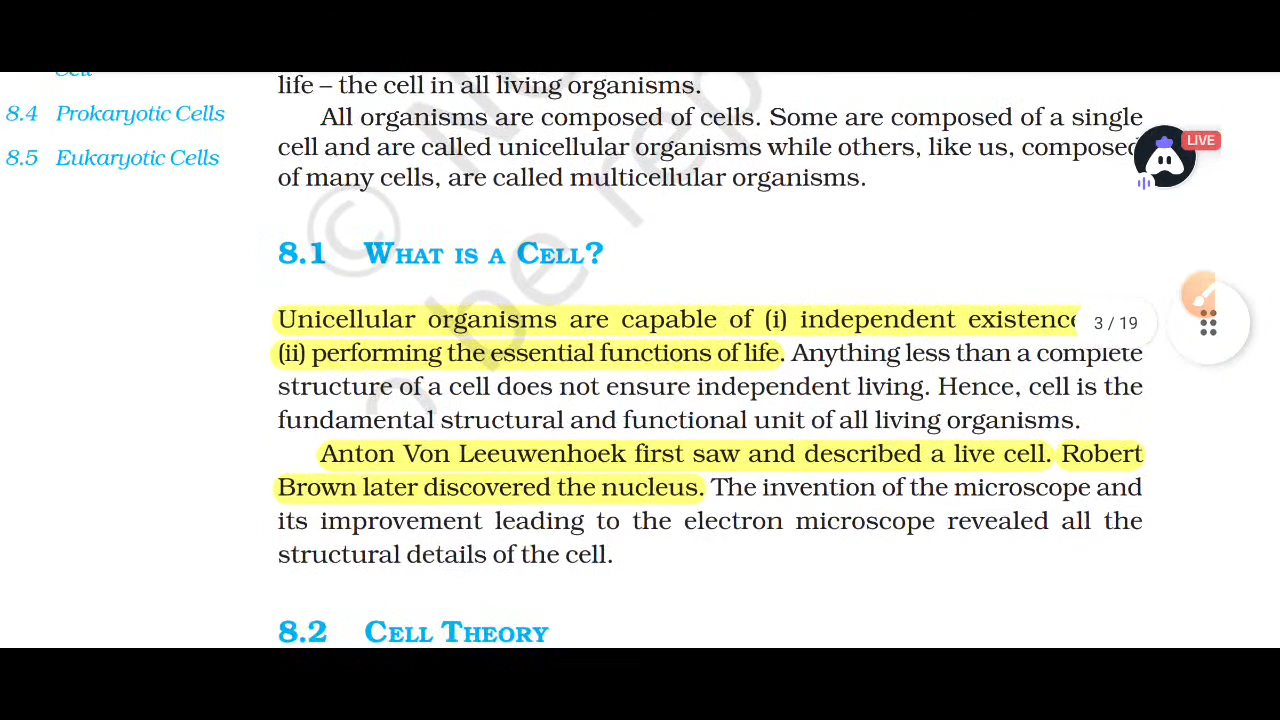 Cell
8.4 Prokaryotic Cells
8.5 Eukaryotic Cells
life – the cell in all living organisms.
All organisms are composed of cells. Some are composed of a single
cell and are called unicellular organisms while others, like us, composed
of many cells, are called multicellular organisms.
LIVE
8.1 WHAT IS A CELL?
Unicellular organisms are capable of (i) independent existence
3 / 19
(ii) performing the essential functions of life. Anything less than a complete
structure of a cell does not ensure independent living. Hence, cell is the
fundamental structural and functional unit of all living organisms.
Anton Von Leeuwenhoek first saw and described a live cell. Robert
Brown later discovered the nucleus. The invention of the microscope and
its improvement leading to the electron microscope revealed all the
structural details of the cell.
8.2 CELL THEORY
© be rep